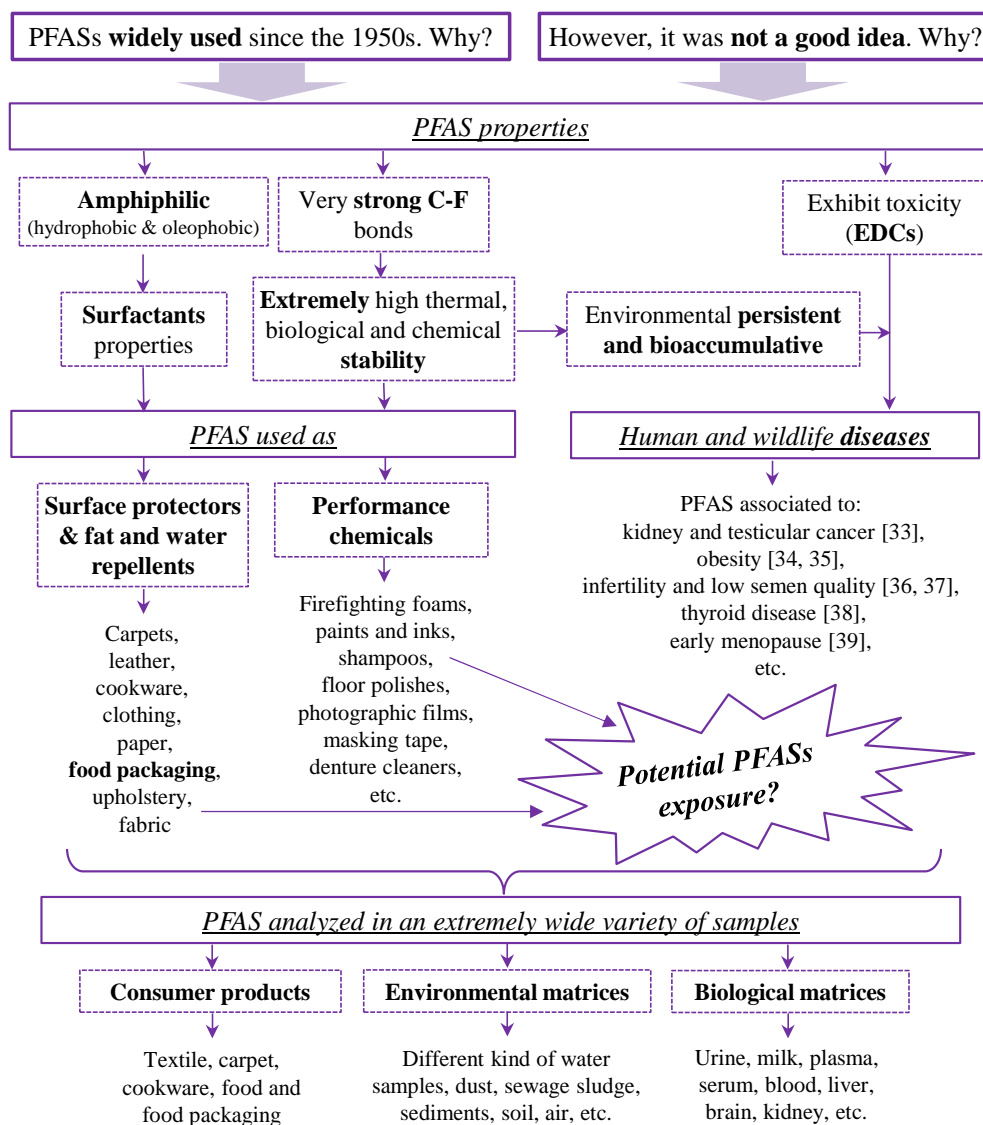 PFASs widely used since the 1950s. Why?
However, it was not a good idea. Why?
PFAS properties
Amphiphilic
(hydrophobic & oleophobic)
Very strong C-F
bonds
Exhibit toxicity
(EDCs)
Surfactants
properties
Extremely high thermal,
biological and chemical
stability
Environmental persistent
and bioaccumulative
PFAS used as
Human and wildlife diseases
Surface protectors
& fat and water
repellents
Performance
chemicals
PFAS associated to:
kidney and testicular cancer [33],
obesity [34, 35],
infertility and low semen quality [36, 37],
thyroid disease [38],
early menopause [39],
etc.
Carpets,
leather,
cookware,
clothing,
paper,
food packaging,
upholstery,
fabric
Firefighting foams,
paints and inks,
shampoos,
floor polishes,
photographic films,
masking tape,
denture cleaners,
etc.
Potential PFASs
exposure?
PFAS analyzed in an extremely wide variety of samples
Consumer products
Environmental matrices
Biological matrices
Textile, carpet,
cookware, food and
food packaging
Different kind of water
samples, dust, sewage sludge,
sediments, soil, air, etc.
Urine, milk, plasma,
serum, blood, liver,
brain, kidney, etc.